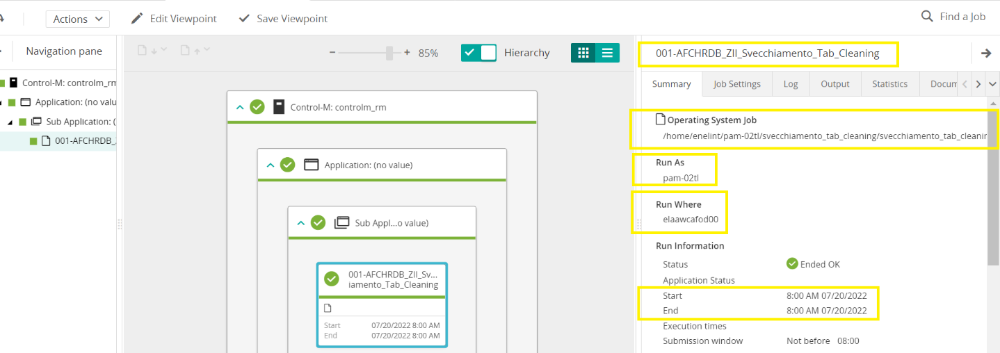 Actions
Edit Viewpoint
Save Viewpoint
Find a Job
Navigation pane
Control-M: controlm_rm
Application: (no valu
Sub Application: (
001-AFCHRDB_
85%
Hierarchy
Control-M: controlm_rm
Application: (no value)
Sub Appl...o value)
001-AFCHRDB_ZII_Sv...
iamento_Tab_Cleaning
Start 07/20/2022 8:00 AM
End 07/20/2022 8:00 AM
001-AFCHRDB_ZII_Svecchiamento_Tab_Cleaning
Summary Job Settings Log Output Statistics Docum
Operating System Job
/home/enelint/pam-02tl/svecchiamento_tab_cleaning/svecchiamento_tab_cleanin
Run As
pam-02tl
Run Where
elaawcafod00
Run Information
Status Ended OK
Application Status
Start 8:00 AM 07/20/2022
End 8:00 AM 07/20/2022
Execution times
Submission window Not before 08:00